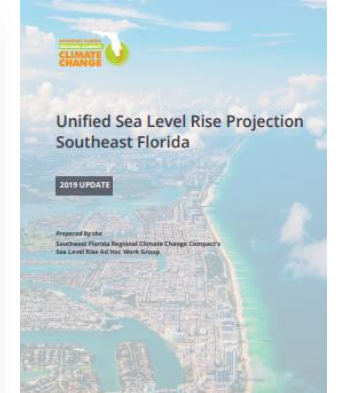 SOUTHEAST FLORIDA
REGIONAL COMPACT
CLIMATE
CHANGE
Unified Sea Level Rise Projection
Southeast Florida
2019 UPDATE
Prepared by the
Southeast Florida Regional Climate Change Compact's
Sea Level Rise Ad Hoc Work Group